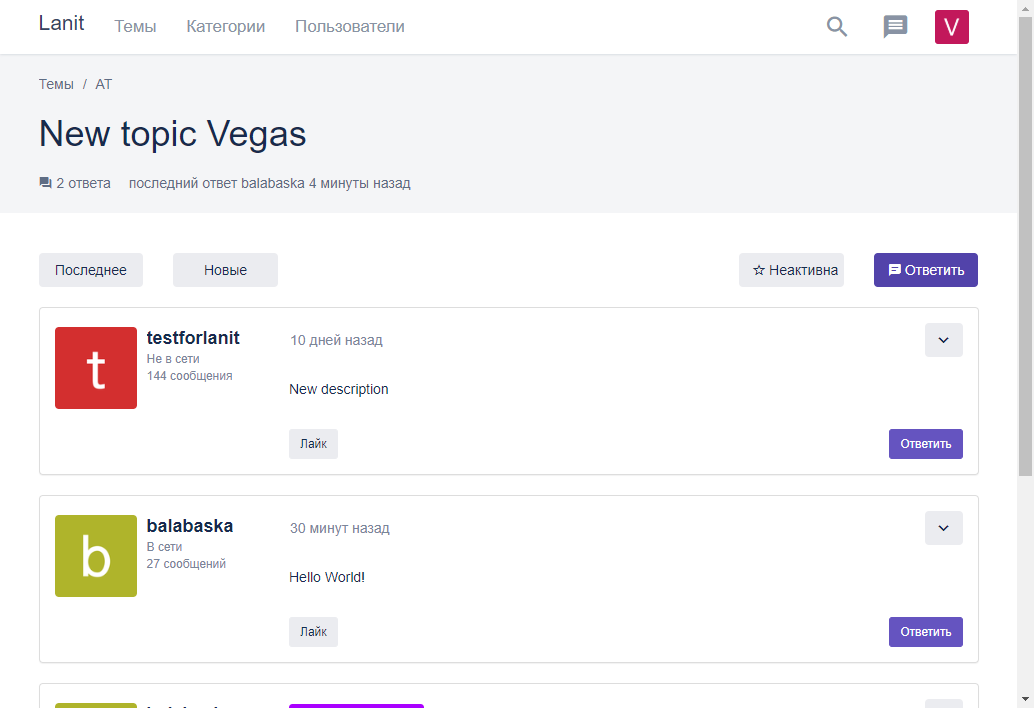 Lanit Темы Категории Пользователи V
Темы / AT
New topic Vegas
2 ответа последний ответ balabaska 4 минуты назад
Последнее Новые Неактивна Ответить
t
testforlanit 10 дней назад
Не в сети
144 сообщения
New description
Лайк Ответить
b
balabaska 30 минут назад
В сети
27 сообщений
Hello World!
Лайк Ответить